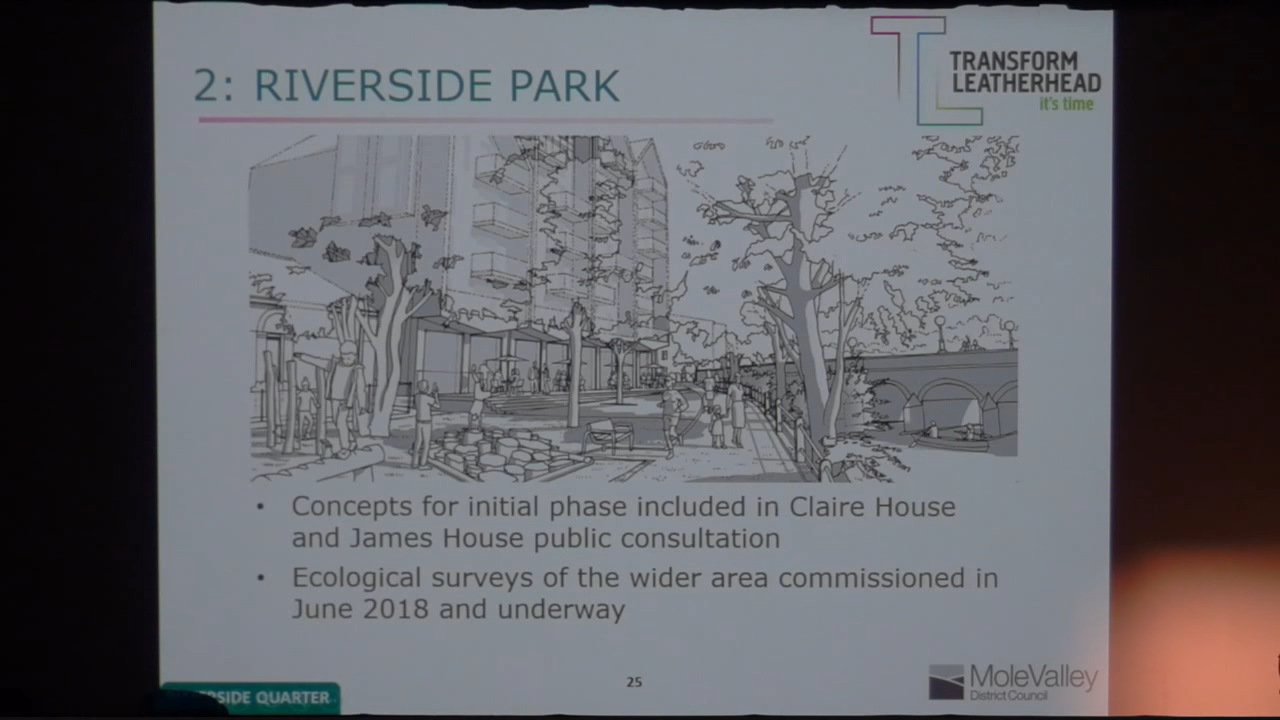 2: RIVERSIDE PARK
TRANSFORM
LEATHERHEAD
it's time
• Concepts for initial phase included in Claire House
and James House public consultation
• Ecological surveys of the wider area commissioned in
June 2018 and underway
QUARTER
25
MoleValley
District Council